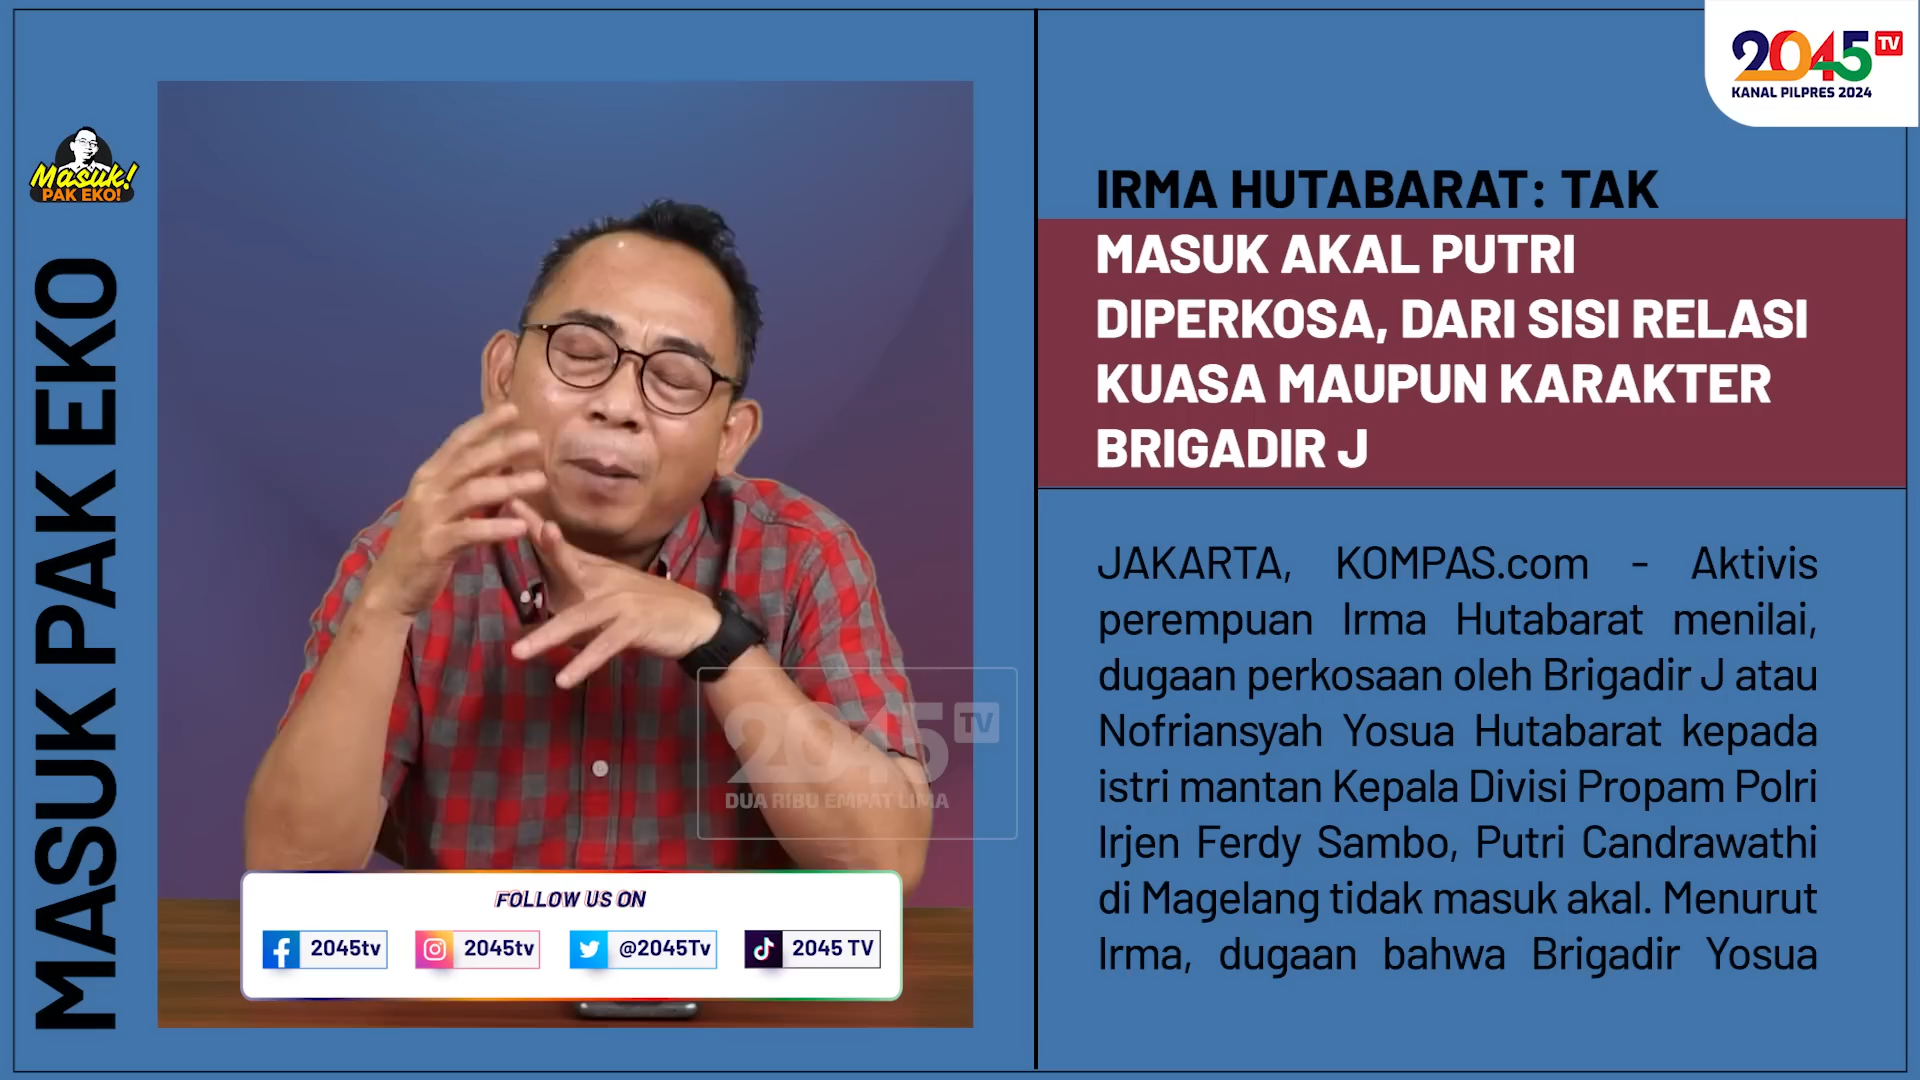 2045 TV
KANAL PILPRES 2024
Masuk!
PAK EKO!
MASUK PAK EKO
IRMA HUTABARAT: TAK
MASUK AKAL PUTRI
DIPERKOSA, DARI SISI RELASI
KUASA MAUPUN KARAKTER
BRIGADIR J
JAKARTA, KOMPAS.com - Aktivis
perempuan Irma Hutabarat menilai,
dugaan perkosaan oleh Brigadir J atau
Nofriansyah Yosua Hutabarat kepada
istri mantan Kepala Divisi Propam Polri
Irjen Ferdy Sambo, Putri Candrawathi
di Magelang tidak masuk akal. Menurut
Irma, dugaan bahwa Brigadir Yosua
2045 TV
DUA RIBU EMPAT LIMA
FOLLOW US ON
2045tv
2045tv
@2045Tv
2045 TV